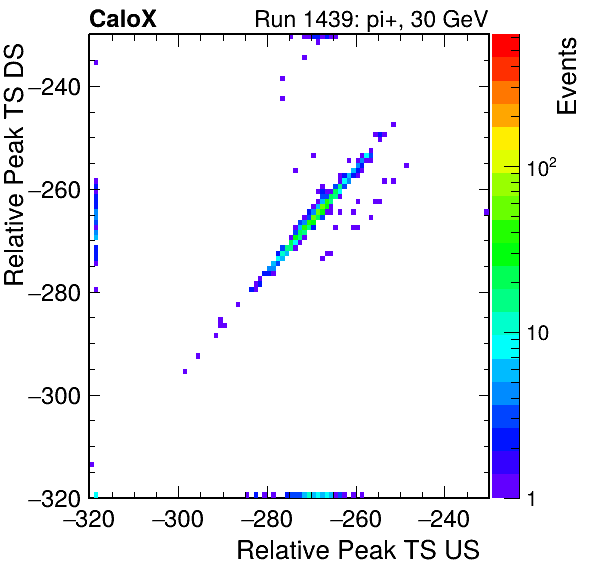 CaloX Run 1439: pi+, 30 GeV
Relative Peak TS DS
−240
−260
−280
−300
−320
−320 −300 −280 −260 −240
Relative Peak TS US
Events
10²
10
1